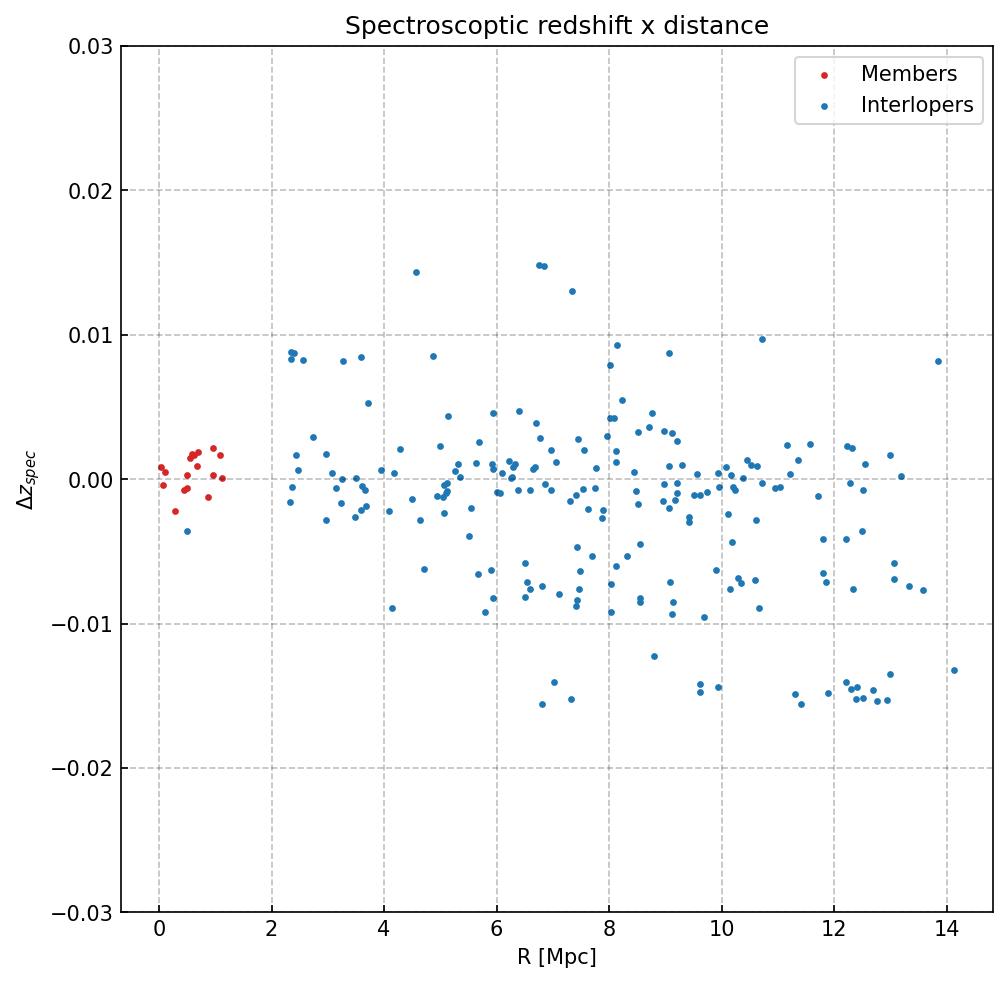 Spectroscoptic redshift x distance
Members
Interlopers
0.03
0.02
0.01
0.00
−0.01
−0.02
−0.03
Δz_spec
0 2 4 6 8 10 12 14
R [Mpc]